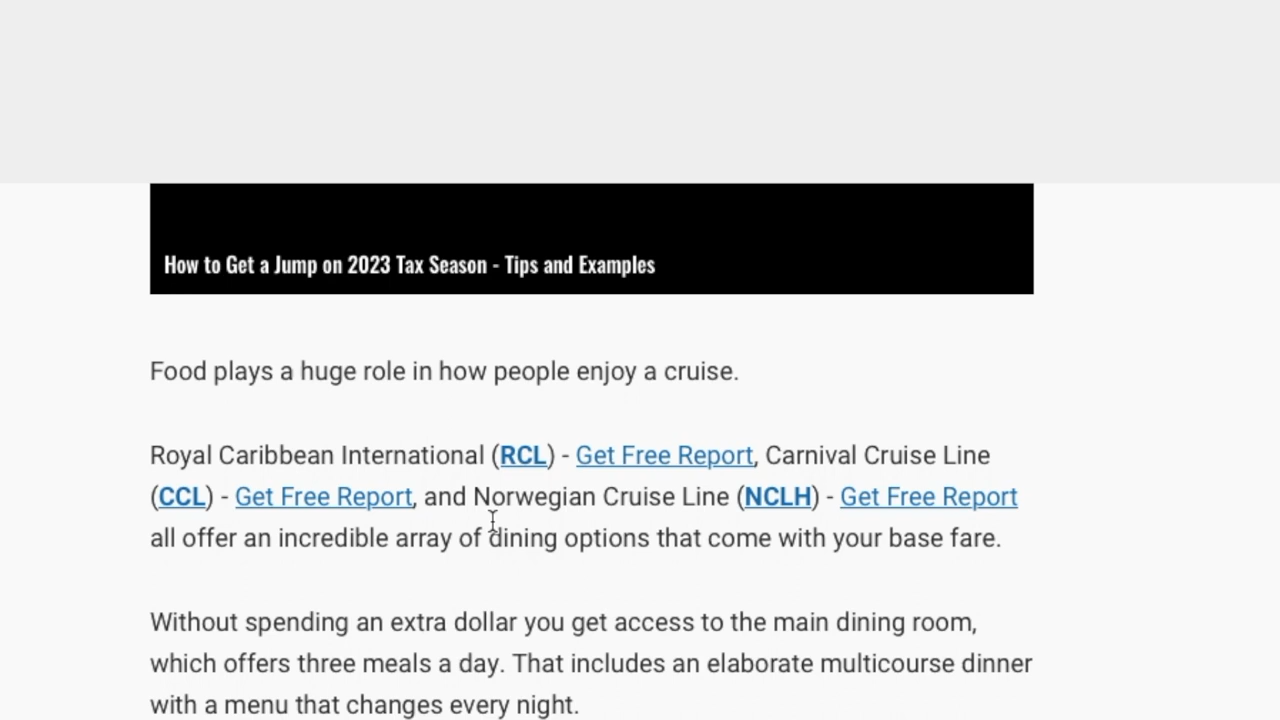 How to Get a Jump on 2023 Tax Season - Tips and Examples
Food plays a huge role in how people enjoy a cruise.
Royal Caribbean International (RCL) - Get Free Report, Carnival Cruise Line
(CCL) - Get Free Report, and Norwegian Cruise Line (NCLH) - Get Free Report
all offer an incredible array of dining options that come with your base fare.
Without spending an extra dollar you get access to the main dining room,
which offers three meals a day. That includes an elaborate multicourse dinner
with a menu that changes every night.